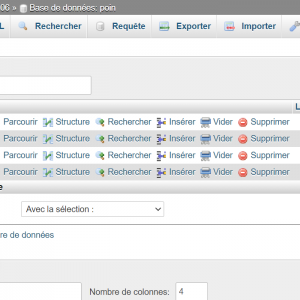 06 » Base de données: poin
L Rechercher Requête Exporter Importer
L
Parcourir Structure Rechercher Insérer Vider Supprimer
Parcourir Structure Rechercher Insérer Vider Supprimer
Parcourir Structure Rechercher Insérer Vider Supprimer
Parcourir Structure Rechercher Insérer Vider Supprimer
e
Avec la sélection :
re de données
Nombre de colonnes: 4